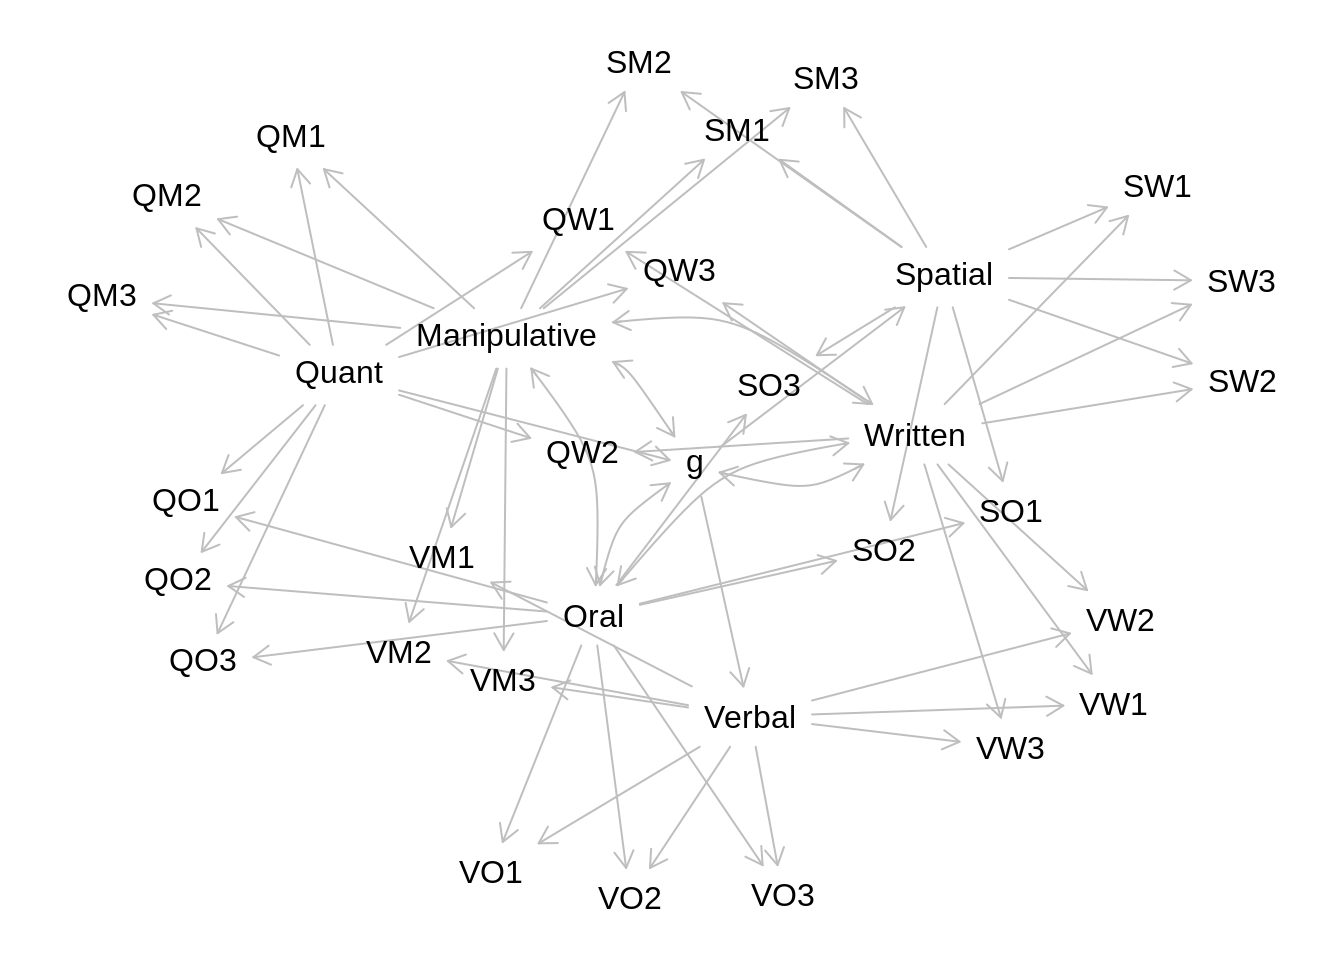 SM2
SM3
SM1
QM1
SW1
QM2
QW1
QW3
Spatial
SW3
QM3
Manipulative
Quant
SO3
SW2
Written
QW2
g
QO1
SO1
SO2
VM1
QO2
Oral
VW2
VM2
QO3
VM3
VW1
Verbal
VW3
VO1
VO3
VO2